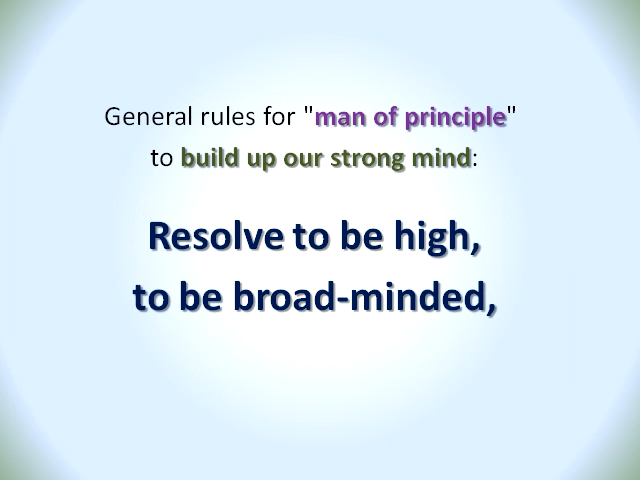 General rules for "man of principle"
to build up our strong mind:
Resolve to be high,
to be broad-minded,